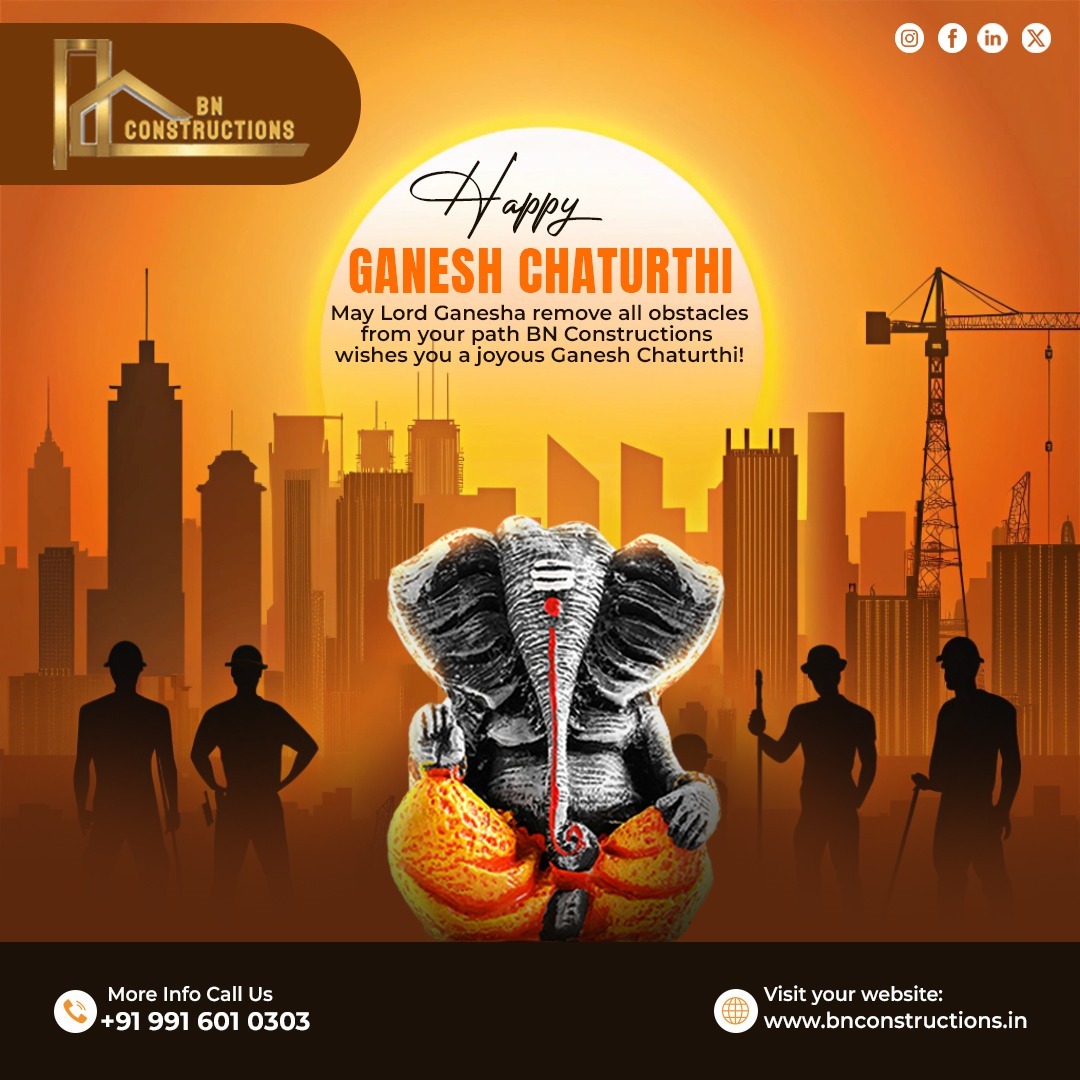 BN
CONSTRUCTIONS
Happy
GANESH CHATURTHI
May Lord Ganesha remove all obstacles
from your path BN Constructions
wishes you a joyous Ganesh Chaturthi!
More Info Call Us
+91 991 601 0303
Visit your website:
www.bnconstructions.in